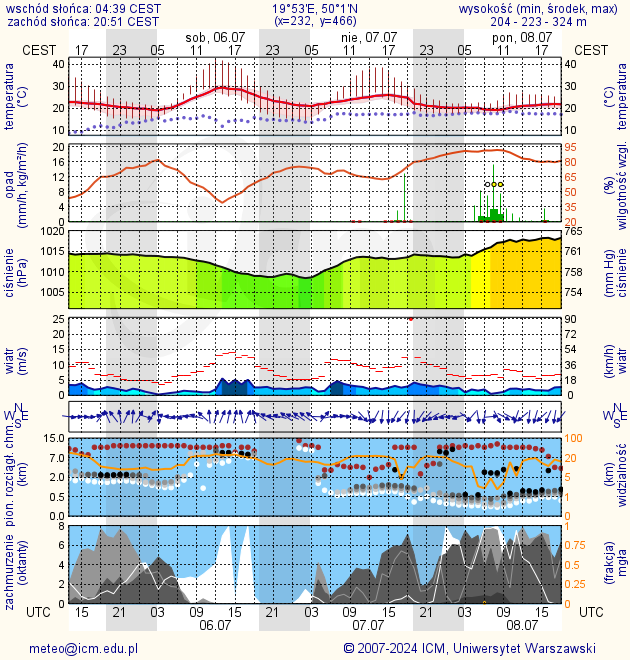 wschód słońca: 04:39 CEST
19°53'E, 50°1'N
wysokość (min, środek, max)
zachód słońca: 20:51 CEST
(x=232, y=466)
204 - 223 - 324 m
sob, 06.07
nie, 07.07
pon, 08.07
CEST 17 23 05 11 17 23 05 11 17 23 05 11 17 CEST
temperatura (°C)
40 30 20 10
40 30 20 10
temperatura (°C)
opad (mm/h, kg/m²/h)
20 16 12 8 4 0
95 80 65 50 35 20
(%) wilgotność wzgl.
ciśnienie (hPa)
1020 1015 1010 1005
765 761 758 754
(mm Hg) ciśnienie
wiatr (m/s)
25 20 15 10 5 0
90 72 54 36 18 0
(km/h) wiatr
N W E S
N W E S
pion. rozciągł. chm. (km)
15.0 7.0 2.0 0.5 0.0
100 20 5 1 0
(km) widzialność
zachmurzenie (oktanty)
8 6 4 2 0
1 0.75 0.5 0.25 0
(frakcja) mgła
UTC 15 21 03 09 15 21 03 09 15 21 03 09 15 UTC
06.07
07.07
08.07
meteo@icm.edu.pl
© 2007-2024 ICM, Uniwersytet Warszawski